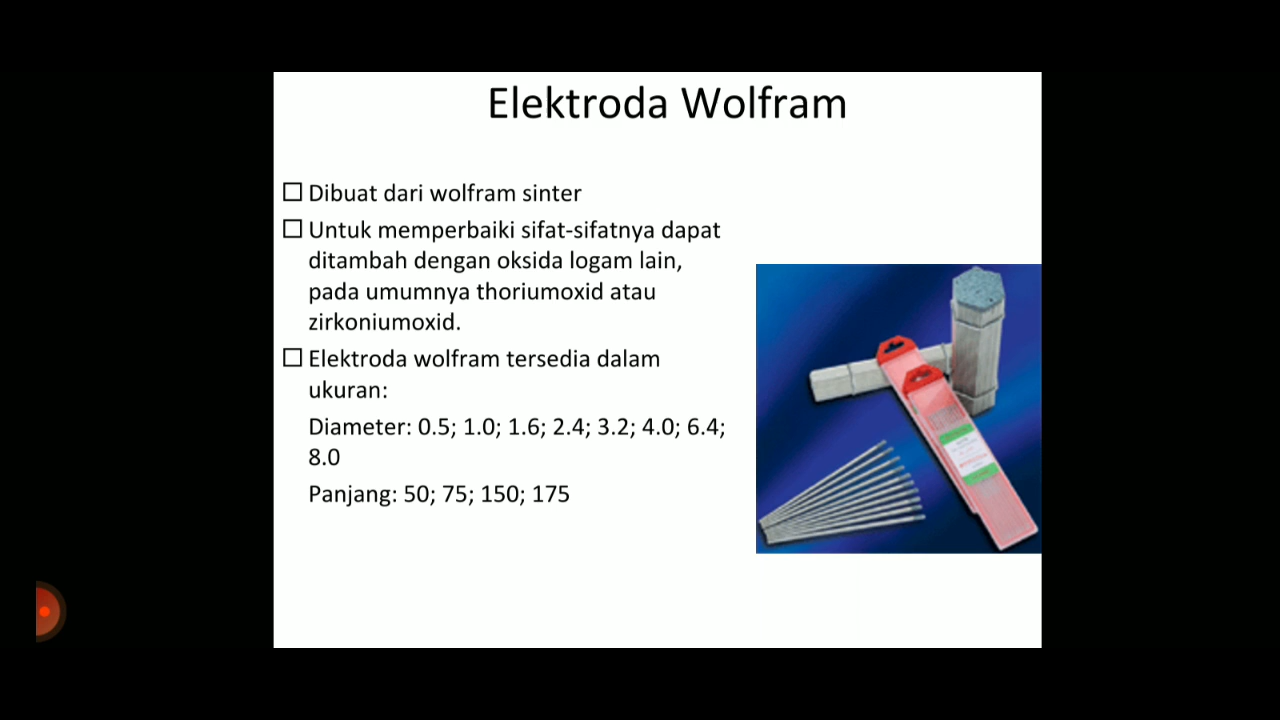 Elektroda Wolfram
Dibuat dari wolfram sinter
Untuk memperbaiki sifat-sifatnya dapat
ditambah dengan oksida logam lain,
pada umumnya thoriumoxid atau
zirkoniumoxid.
Elektroda wolfram tersedia dalam
ukuran:
Diameter: 0.5; 1.0; 1.6; 2.4; 3.2; 4.0; 6.4;
8.0
Panjang: 50; 75; 150; 175